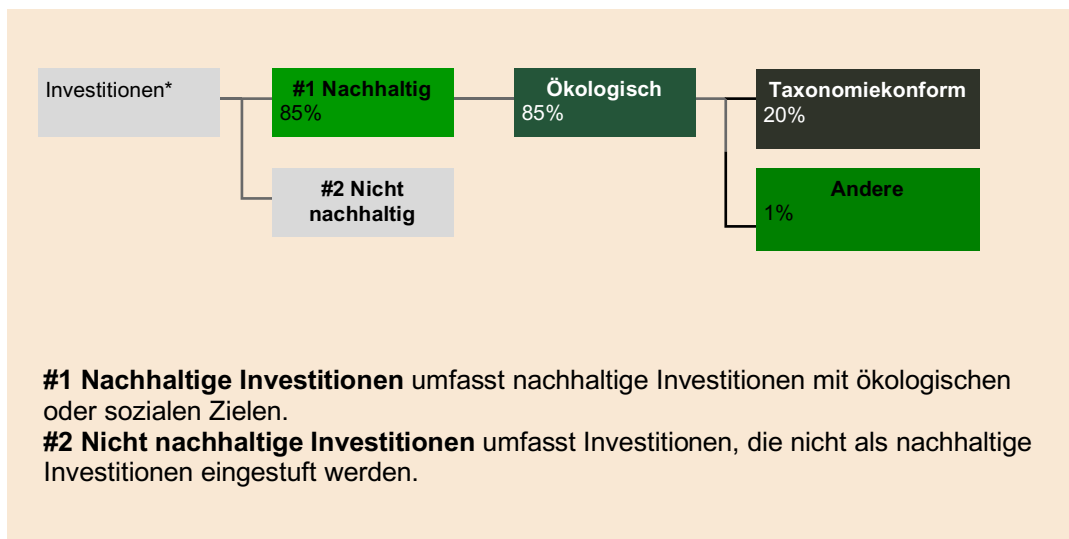 Investitionen*
#1 Nachhaltig
85%
Ökologisch
85%
Taxonomiekonform
20%
#2 Nicht
nachhaltig
Andere
1%
#1 Nachhaltige Investitionen umfasst nachhaltige Investitionen mit ökologischen
oder sozialen Zielen.
#2 Nicht nachhaltige Investitionen umfasst Investitionen, die nicht als nachhaltige
Investitionen eingestuft werden.